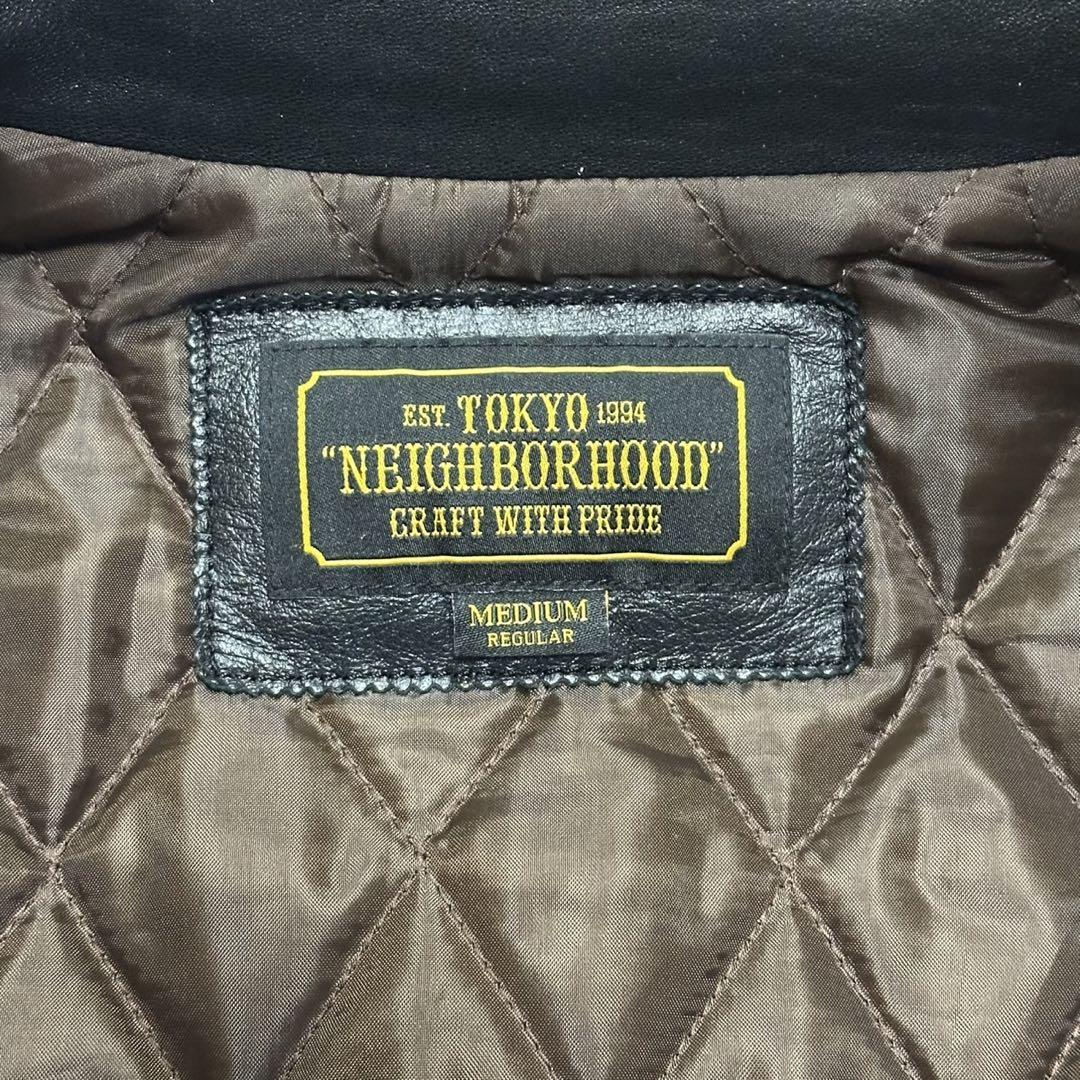 EST. TOKYO 1994
"NEIGHBORHOOD"
CRAFT WITH PRIDE
MEDIUM
REGULAR